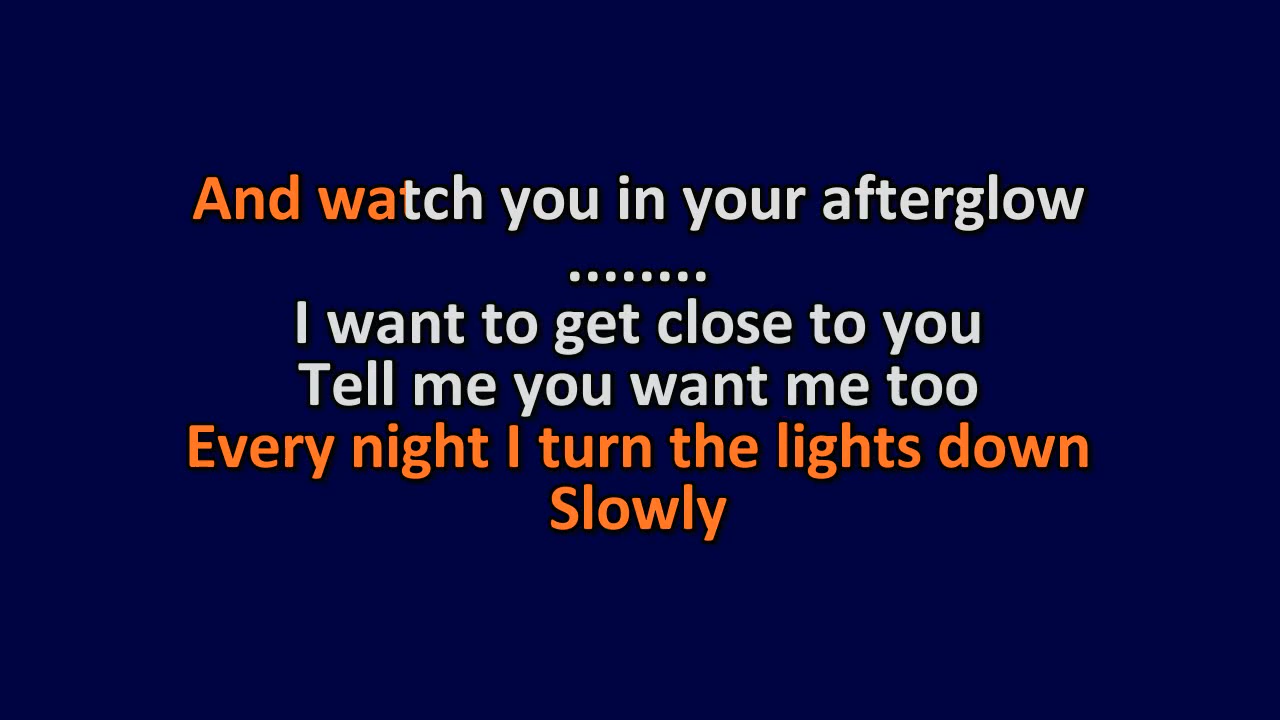 And watch you in your afterglow
........
I want to get close to you
Tell me you want me too
Every night I turn the lights down
Slowly